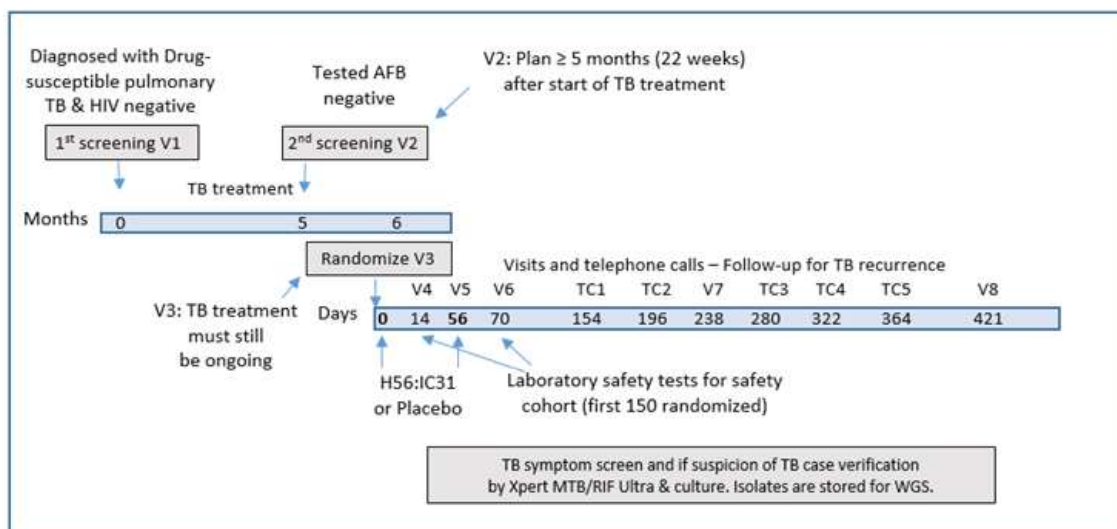 Diagnosed with Drug-
susceptible pulmonary
TB & HIV negative
1st screening V1
Tested AFB
negative
2nd screening V2
V2: Plan ≥ 5 months (22 weeks)
after start of TB treatment
TB treatment
Months 0 5 6
Randomize V3
V3: TB treatment
must still
be ongoing
Visits and telephone calls – Follow-up for TB recurrence
V4 V5 V6 TC1 TC2 V7 TC3 TC4 TC5 V8
Days 0 14 56 70 154 196 238 280 322 364 421
H56:IC31
or Placebo
Laboratory safety tests for safety
cohort (first 150 randomized)
TB symptom screen and if suspicion of TB case verification
by Xpert MTB/RIF Ultra & culture. Isolates are stored for WGS.